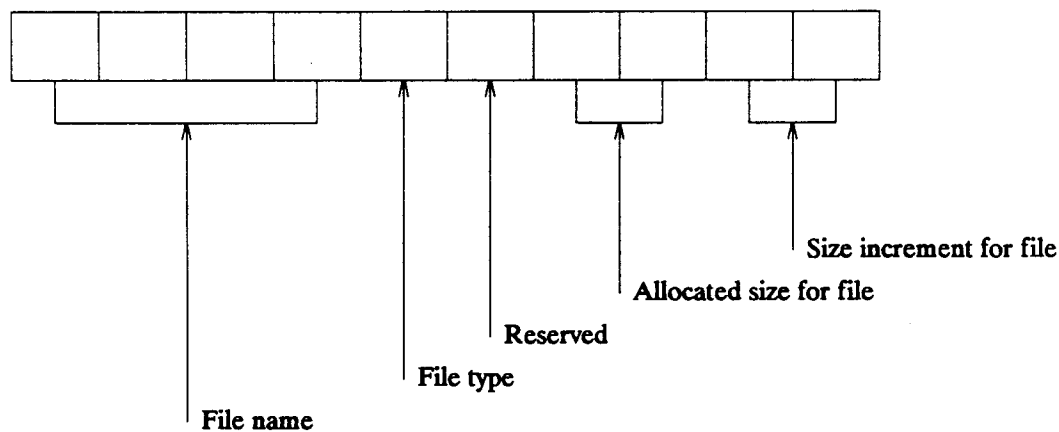 Size increment for file
Allocated size for file
Reserved
File type
File name